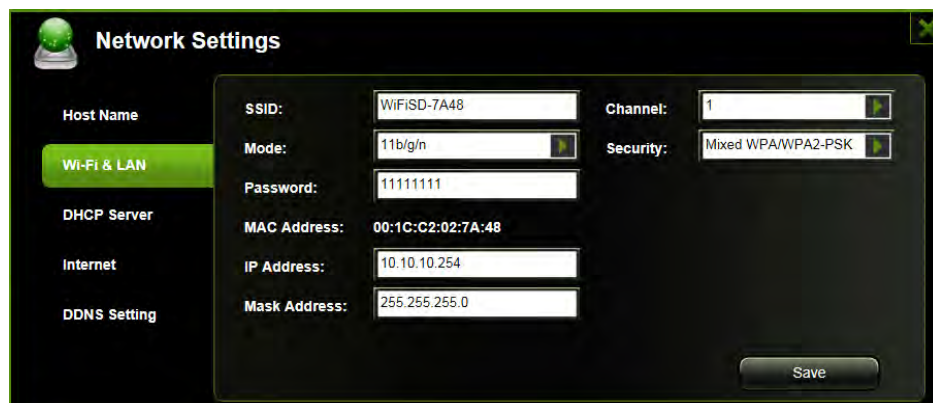 Network Settings
Host Name
Wi-Fi & LAN
DHCP Server
Internet
DDNS Setting
SSID: WiFiSD-7A48 Channel: 1
Mode: 11b/g/n Security: Mixed WPA/WPA2-PSK
Password: 11111111
MAC Address: 00:1C:C2:02:7A:48
IP Address: 10.10.10.254
Mask Address: 255.255.255.0
Save